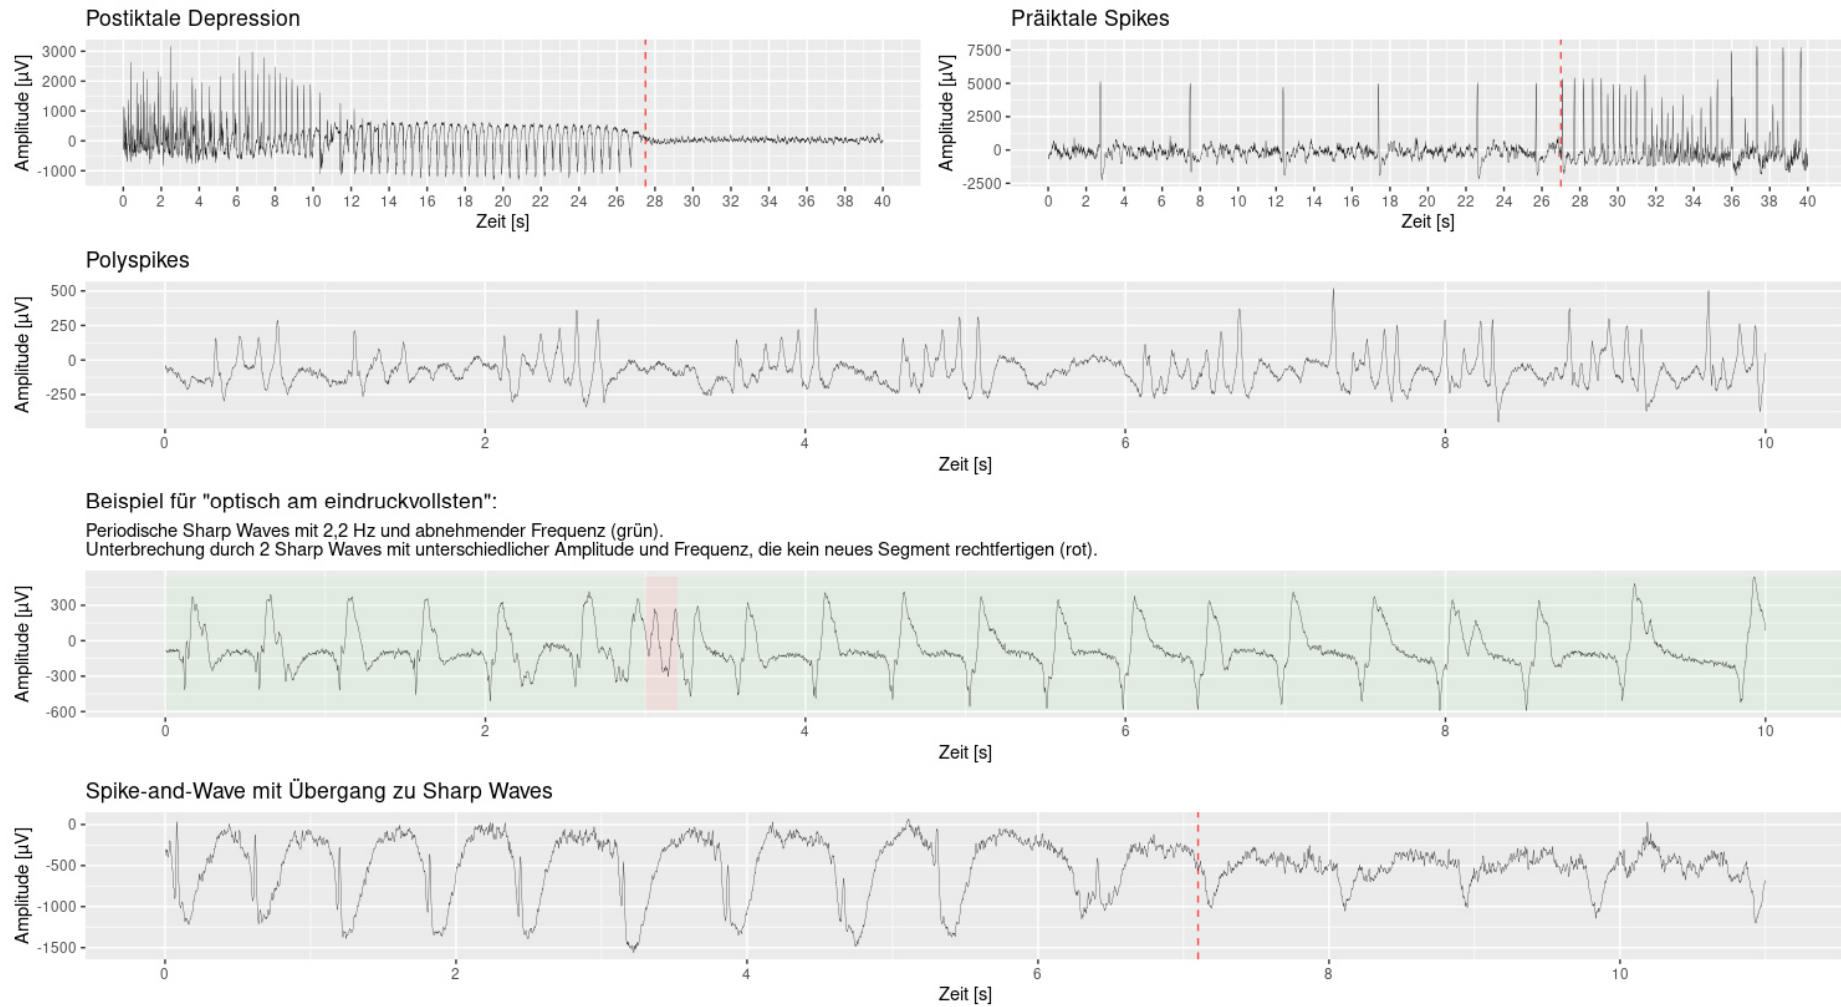 Postiktale Depression
Amplitude [µV]
3000
2000
1000
0
-1000
0 2 4 6 8 10 12 14 16 18 20 22 24 26 28 30 32 34 36 38 40
Zeit [s]
Präiktale Spikes
Amplitude [µV]
7500
5000
2500
0
-2500
0 2 4 6 8 10 12 14 16 18 20 22 24 26 28 30 32 34 36 38 40
Zeit [s]
Polyspikes
Amplitude [µV]
500
250
0
-250
0 2 4 6 8 10
Zeit [s]
Beispiel für "optisch am eindruckvollsten":
Periodische Sharp Waves mit 2,2 Hz und abnehmender Frequenz (grün).
Unterbrechung durch 2 Sharp Waves mit unterschiedlicher Amplitude und Frequenz, die kein neues Segment rechtfertigen (rot).
Amplitude [µV]
300
0
-300
-600
0 2 4 6 8 10
Zeit [s]
Spike-and-Wave mit Übergang zu Sharp Waves
Amplitude [µV]
0
-500
-1000
-1500
0 2 4 6 8 10
Zeit [s]